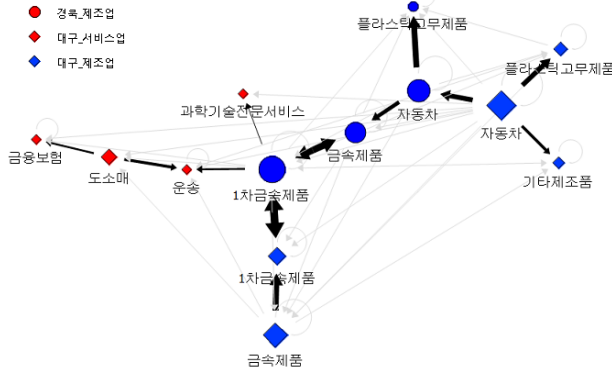 경북_제조업
대구_서비스업
대구_제조업
플라스틱고무제품
플라스틱고무제품
과학기술전문서비스
자동차
자동차
금속제품
금융보험
도소매
운송
1차금속제품
기타제조품
1차금속제품
금속제품